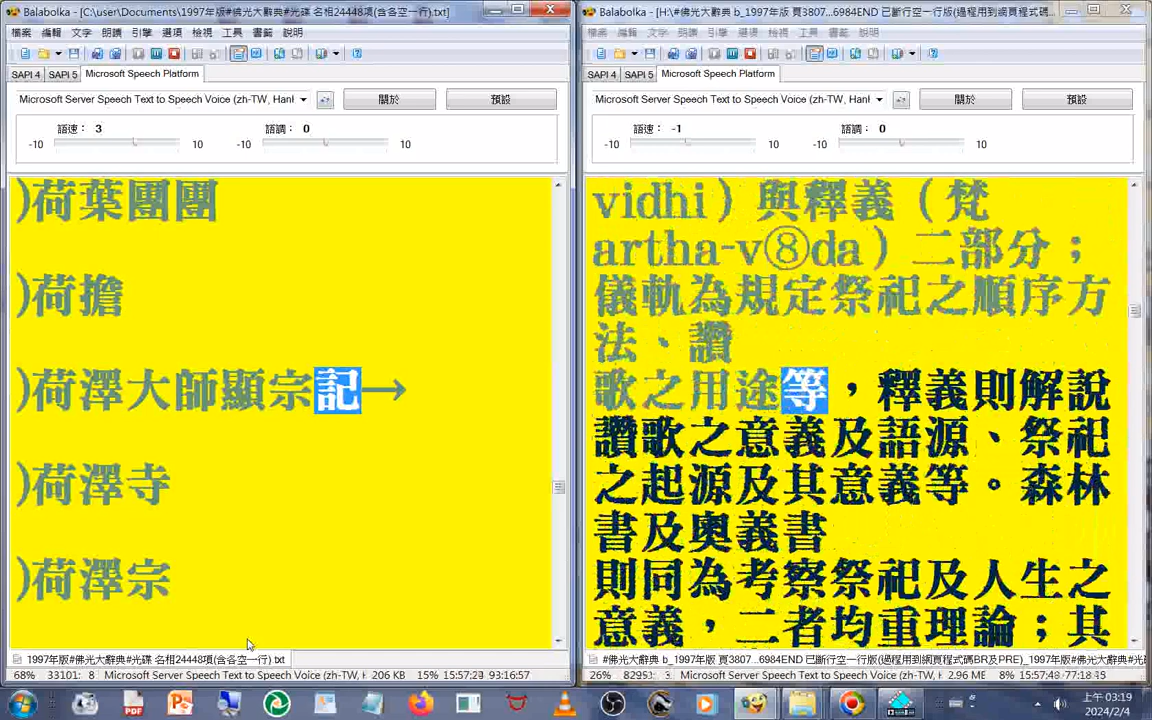 Balabolka - [C:\user\Documents\1997年版#佛光大辭典#光碟 名相24448項(含各空一行).txt]
檔案 編輯 文字 朗讀 引擎 選項 檢視 工具 書籤 說明
SAPI 4 SAPI 5 Microsoft Speech Platform
Microsoft Server Speech Text to Speech Voice (zh-TW, Hanl
關於 預設
語速： 3 語調： 0
-10 10 -10 10
)荷葉團團
)荷擔
)荷澤大師顯宗記→
)荷澤寺
)荷澤宗
1997年版#佛光大辭典#光碟 名相24448項(含各空一行).txt
68% 33101: 8 Microsoft Server Speech Text to Speech Voice (zh-TW, H 206 KB 15% 15:57:27 93:16:57
Balabolka - [H:\#佛光大辭典 b_1997年版 頁3807...6984END 已斷行空一行版(過程用到網頁程式碼
檔案 編輯 文字 朗讀 引擎 選項 檢視 工具 書籤 說明
SAPI 4 SAPI 5 Microsoft Speech Platform
Microsoft Server Speech Text to Speech Voice (zh-TW, Hanl
關於 預設
語速： -1 語調： 0
-10 10 -10 10
vidhi）與釋義（梵
artha-v⑧da）二部分；
儀軌為規定祭祀之順序方
法、讚
歌之用途等，釋義則解說
讚歌之意義及語源、祭祀
之起源及其意義等。森林
書及奧義書
則同為考察祭祀及人生之
意義，二者均重理論；其
#佛光大辭典 b_1997年版 頁3807...6984END 已斷行空一行版(過程用到網頁程式碼BR及PRE)_1997年版#佛光
26% 82951: 3 Microsoft Server Speech Text to Speech Voice (zh-TW, H 2.96 MB 15:57:48
上午 03:19
2024/2/4